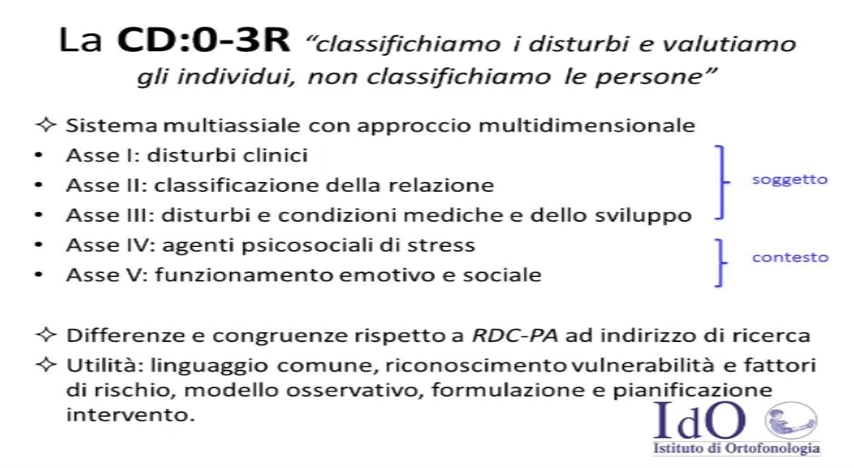 La CD:0-3R “classifichiamo i disturbi e valutiamo
gli individui, non classifichiamo le persone”
✧ Sistema multiassiale con approccio multidimensionale
• Asse I: disturbi clinici
• Asse II: classificazione della relazione
• Asse III: disturbi e condizioni mediche e dello sviluppo
soggetto
• Asse IV: agenti psicosociali di stress
• Asse V: funzionamento emotivo e sociale
contesto
✧ Differenze e congruenze rispetto a RDC-PA ad indirizzo di ricerca
✧ Utilità: linguaggio comune, riconoscimento vulnerabilità e fattori
di rischio, modello osservativo, formulazione e pianificazione
intervento.
IdO
Istituto di Ortofonologia